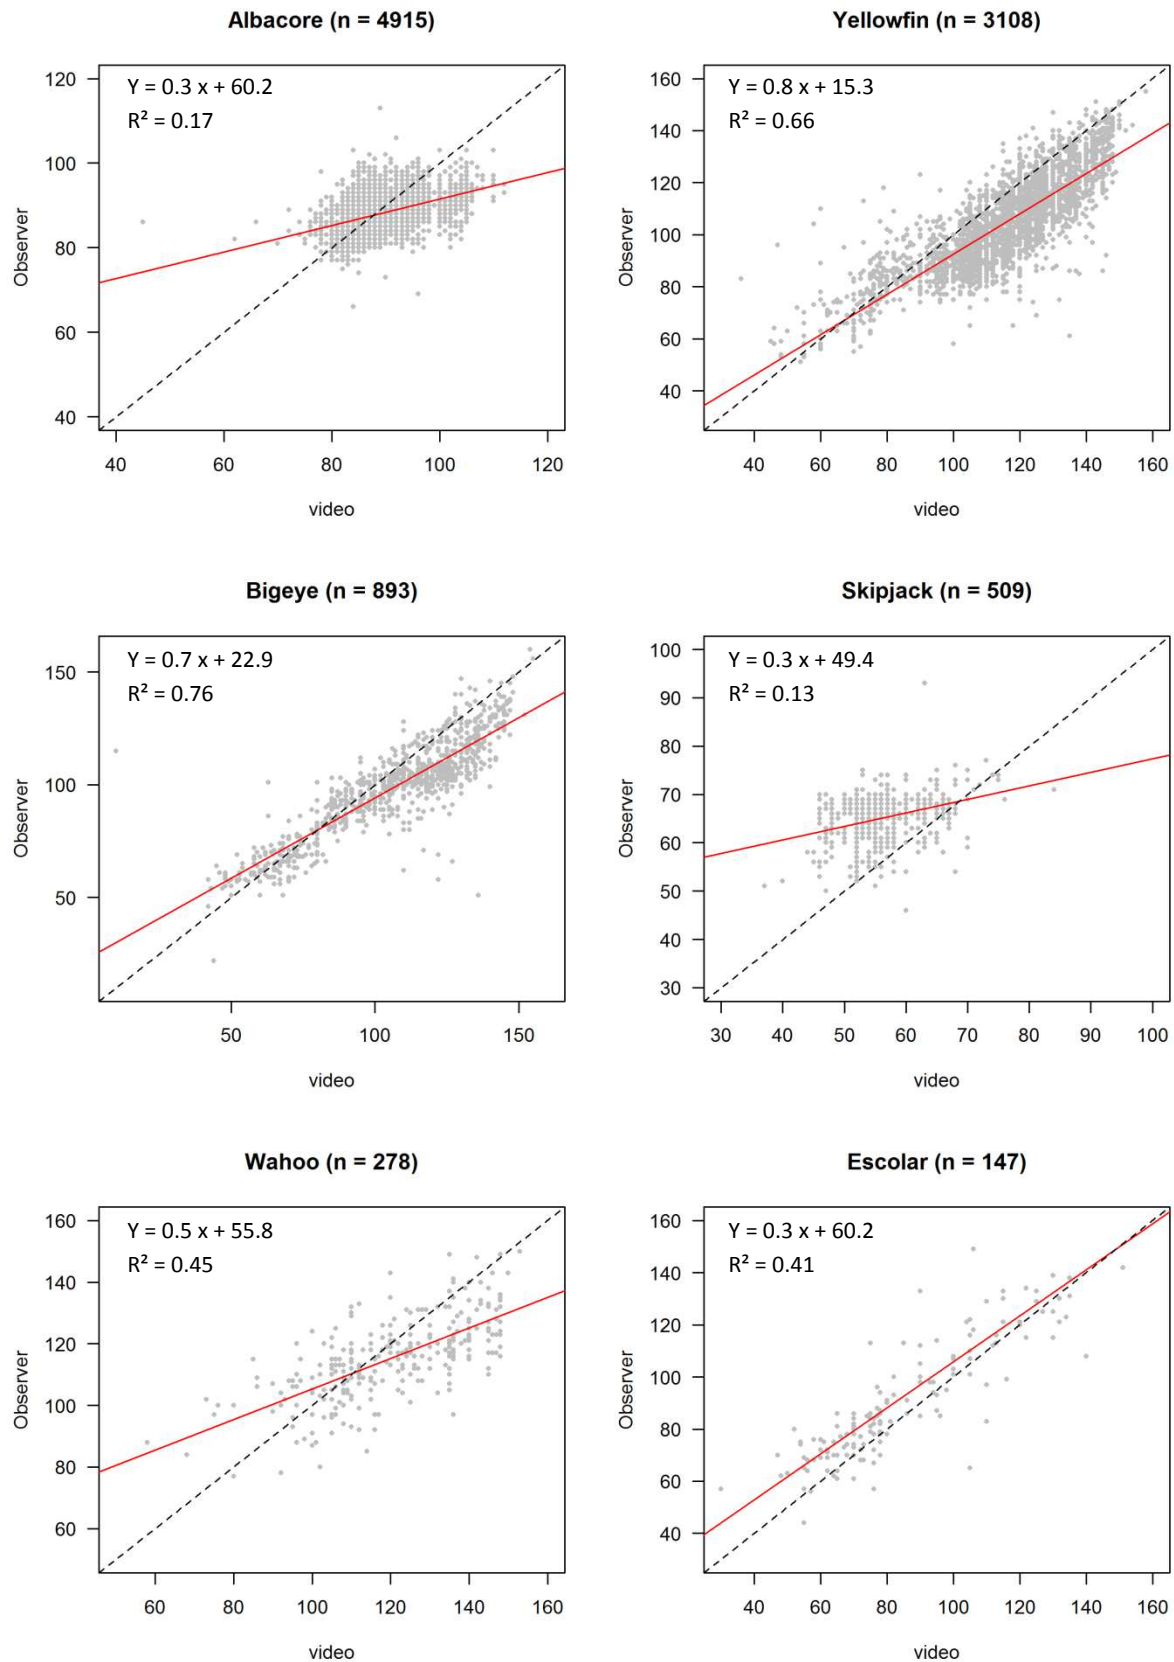 Albacore (n = 4915)
Y = 0.3 x + 60.2
R² = 0.17
120
100
80
60
40
Observer
40 60 80 100 120
video
Yellowfin (n = 3108)
Y = 0.8 x + 15.3
R² = 0.66
160
140
120
100
80
60
40
Observer
40 60 80 100 120 140 160
video
Bigeye (n = 893)
Y = 0.7 x + 22.9
R² = 0.76
150
100
50
Observer
50 100 150
video
Skipjack (n = 509)
Y = 0.3 x + 49.4
R² = 0.13
100
90
80
70
60
50
40
30
Observer
30 40 50 60 70 80 90 100
video
Wahoo (n = 278)
Y = 0.5 x + 55.8
R² = 0.45
160
140
120
100
80
60
Observer
60 80 100 120 140 160
video
Escolar (n = 147)
Y = 0.3 x + 60.2
R² = 0.41
160
140
120
100
80
60
40
Observer
40 60 80 100 120 140 160
video